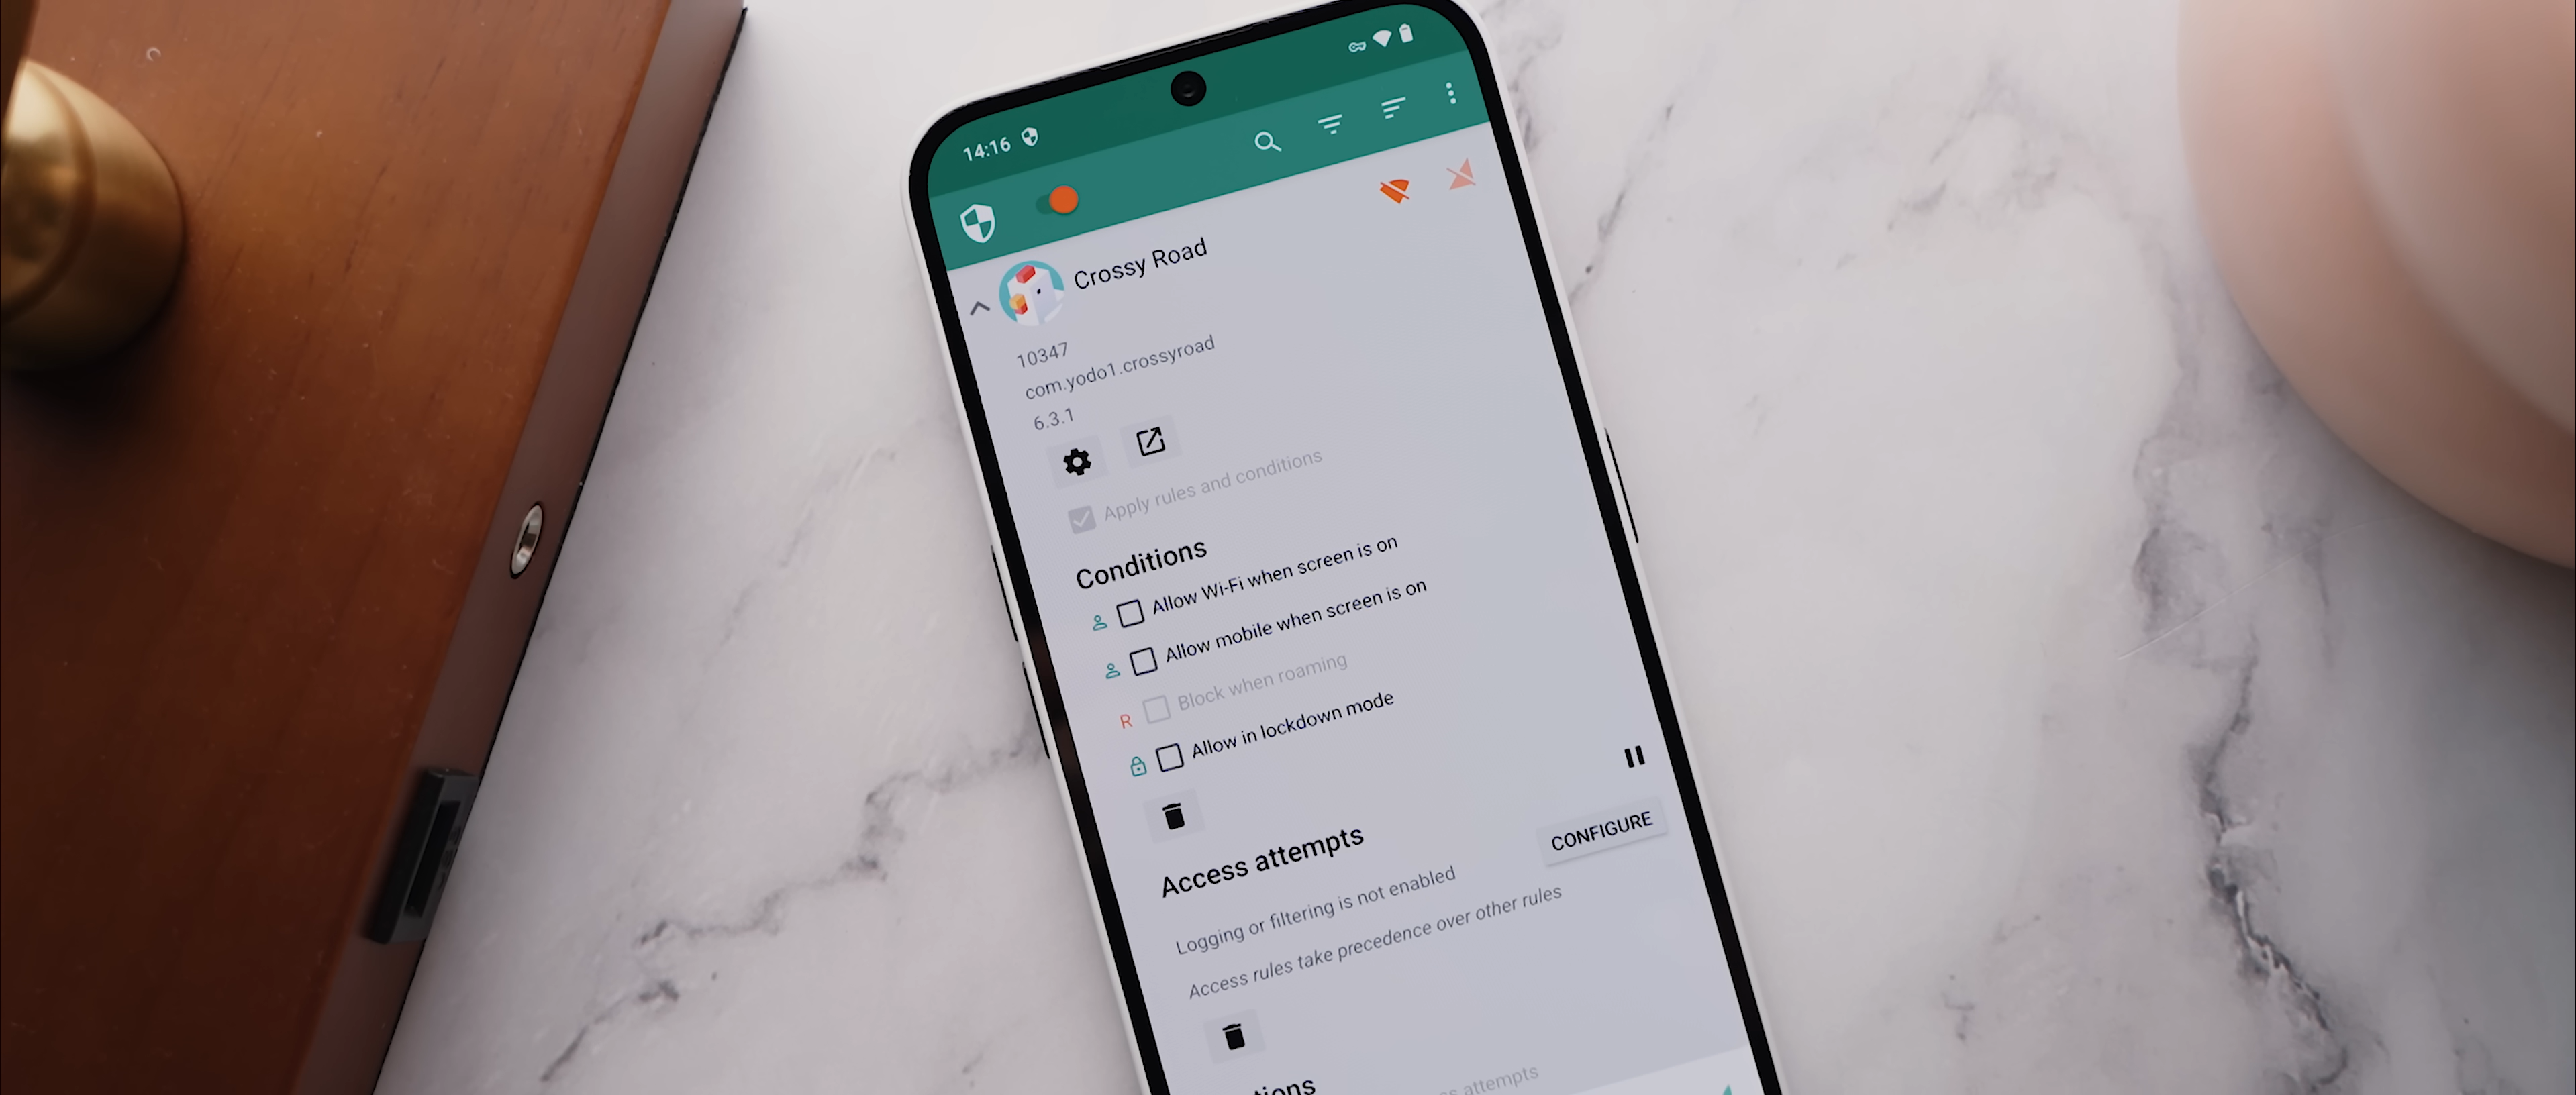 14:16
Crossy Road
10347
com.yodo1.crossyroad
6.3.1
Apply rules and conditions
Conditions
Allow Wi-Fi when screen is on
Allow mobile when screen is on
R Block when roaming
Allow in lockdown mode
Access attempts
CONFIGURE
Logging or filtering is not enabled
Access rules take precedence over other rules
attempts